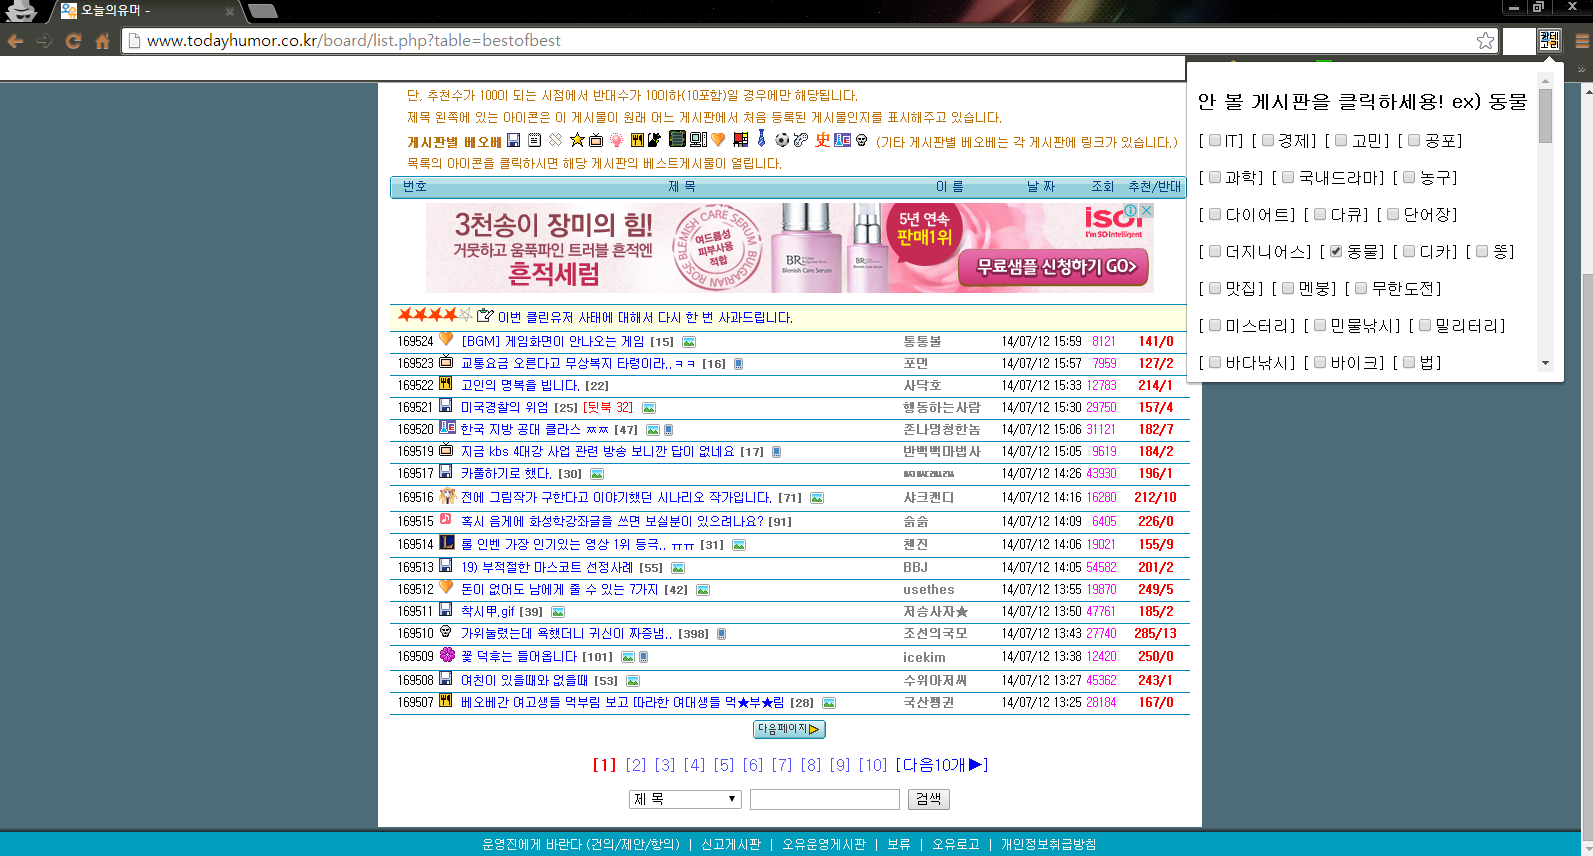 오늘의유머 -
www.todayhumor.co.kr/board/list.php?table=bestofbest
카테고리
단, 추천수가 100이 되는 시점에서 반대수가 10이하(10포함)일 경우에만 해당됩니다.
제목 왼쪽에 있는 아이콘은 이 게시물이 원래 어느 게시판에서 처음 등록된 게시물인지를 표시해주고 있습니다.
게시판별 베오베 史 (기타 게시판별 베오베는 각 게시판에 링크가 있습니다.)
목록의 아이콘을 클릭하시면 해당 게시판의 베스트게시물이 열립니다.
번호 제 목 이 름 날 짜 조회 추천/반대
3천송이 장미의 힘!
거뭇하고 움푹파인 트러블 흔적엔
흔적세럼
BLEMISH CARE SERUM BULGARIAN ROSE
여드름성
피부사용
적합
BR
Blemish Care Serum
BR
Blemish Care Serum
5년 연속
판매1위
isoi
I'm SO Intelligent
무료샘플 신청하기 GO>
이번 클린유저 사태에 대해서 다시 한 번 사과드립니다.
169524 [BGM] 게임화면이 안나오는 게임 [15] 통통볼 14/07/12 15:59 8121 141/0
169523 교통요금 오른다고 무상복지 타령이라..ㅋㅋ [16] 포먼 14/07/12 15:57 7959 127/2
169522 고인의 명복을 빕니다. [22] 사닥호 14/07/12 15:33 12783 214/1
169521 미국경찰의 위엄 [25] [뒷북 32] 행동하는사람 14/07/12 15:30 29750 157/4
169520 한국 지방 공대 클라스 ㅉㅉ [47] 존나멍청한놈 14/07/12 15:06 31121 182/7
169519 지금 kbs 4대강 사업 관련 방송 보니깐 답이 없네요 [17] 반백백마법사 14/07/12 15:05 9619 184/2
169517 카풀하기로 했다. [30] 14/07/12 14:26 43930 196/1
169516 전에 그림작가 구한다고 이야기했던 시나리오 작가입니다. [71] 샤크캔디 14/07/12 14:16 16280 212/10
169515 혹시 음게에 화성학강좌글을 쓰면 보실분이 있으려나요? [91] 숡숡 14/07/12 14:09 6405 226/0
169514 롤 인벤 가장 인기있는 영상 1위 등극.. ㅠㅠ [31] 첸진 14/07/12 14:06 19021 155/9
169513 19) 부적절한 마스코트 선정사례 [55] BBJ 14/07/12 14:05 54582 201/2
169512 돈이 없어도 남에게 줄 수 있는 7가지 [42] usethes 14/07/12 13:55 19870 249/5
169511 착시甲.gif [39] 저승사자★ 14/07/12 13:50 47761 185/2
169510 가위눌렸는데 욕했더니 귀신이 짜증냄.. [398] 조선의국모 14/07/12 13:43 27740 285/13
169509 꽃 덕후는 들어옵니다 [101] icekim 14/07/12 13:38 12420 250/0
169508 여친이 있을때와 없을때 [53] 수위아저씨 14/07/12 13:27 45362 243/1
169507 베오베간 여고생들 먹부림 보고 따라한 여대생들 먹★부★림 [28] 국산평권 14/07/12 13:25 28184 167/0
다음페이지▶
[1] [2] [3] [4] [5] [6] [7] [8] [9] [10] [다음10개▶]
제 목 ▼ 검색
운영진에게 바란다 (건의/제안/항의) | 신고게시판 | 오유운영게시판 | 보류 | 오유로고 | 개인정보취급방침
안 볼 게시판을 클릭하세용! ex) 동물
[ IT] [ 경제] [ 고민] [ 공포]
[ 과학] [ 국내드라마] [ 농구]
[ 다이어트] [ 다큐] [ 단어장]
[ 더지니어스] [ 동물] [ 디카] [ 똥]
[ 맛집] [ 멘붕] [ 무한도전]
[ 미스터리] [ 민물낚시] [ 밀리터리]
[ 바다낚시] [ 바이크] [ 법]